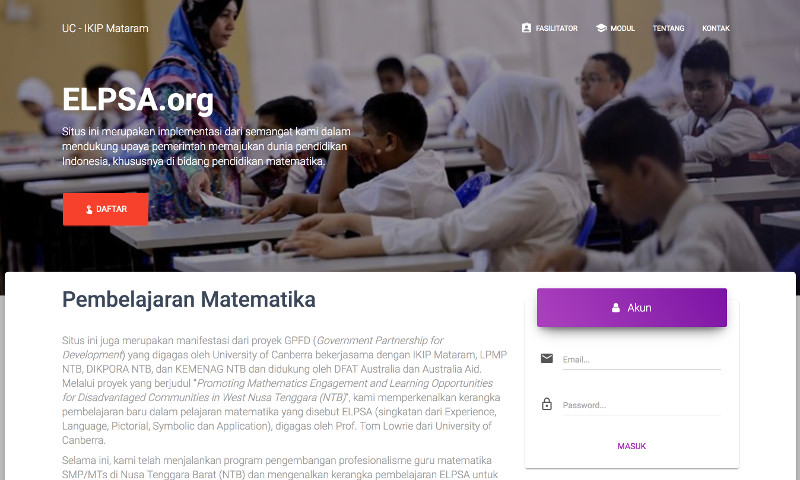 UC - IKIP Mataram
FASILITATOR
MODUL
TENTANG
KONTAK
ELPSA.org
Situs ini merupakan implementasi dari semangat kami dalam
mendukung upaya pemerintah memajukan dunia pendidikan
Indonesia, khususnya di bidang pendidikan matematika.
DAFTAR
Pembelajaran Matematika
Situs ini juga merupakan manifestasi dari proyek GPFD (Government Partnership for
Development) yang digagas oleh University of Canberra bekerjasama dengan IKIP Mataram, LPMP
NTB, DIKPORA NTB, dan KEMENAG NTB dan didukung oleh DFAT Australia dan Australia Aid.
Melalui proyek yang berjudul "Promoting Mathematics Engagement and Learning Opportunities
for Disadvantaged Communities in West Nusa Tenggara (NTB)", kami memperkenalkan kerangka
pembelajaran baru dalam pelajaran matematika yang disebut ELPSA (singkatan dari Experience,
Language, Pictorial, Symbolic dan Application), digagas oleh Prof. Tom Lowrie dari University of
Canberra.
Selama ini, kami telah menjalankan program pengembangan profesionalisme guru matematika
SMP/MTs di Nusa Tenggara Barat (NTB) dan mengenalkan kerangka pembelajaran ELPSA untuk
Akun
Email...
Password...
MASUK